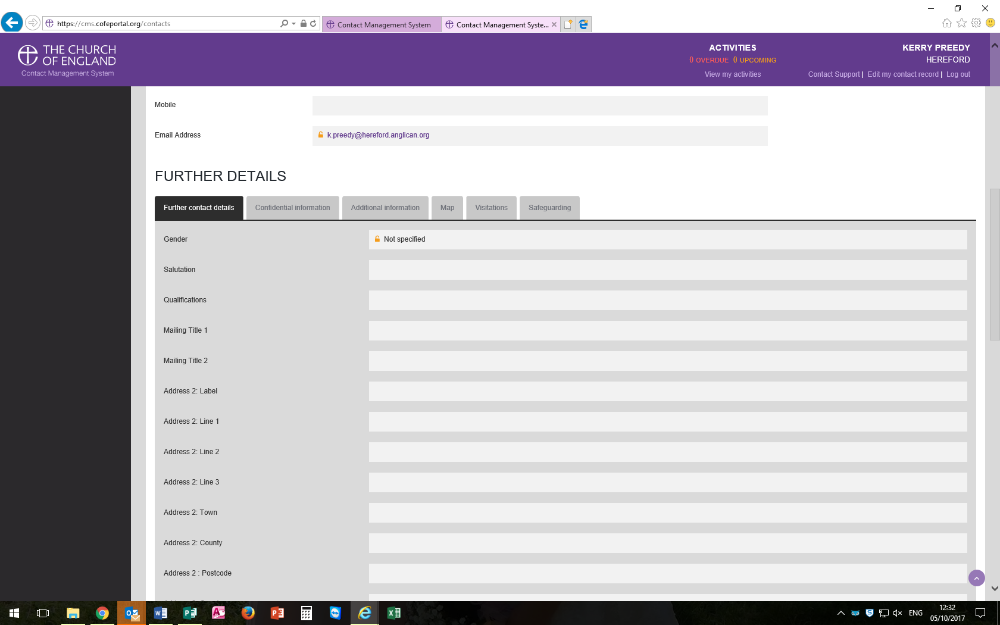 https://cms.cofeportal.org/contacts
Contact Management System
Contact Management Syste...
THE CHURCH
OF ENGLAND
Contact Management System
ACTIVITIES
0 OVERDUE 0 UPCOMING
View my activities
KERRY PREEDY
HEREFORD
Contact Support | Edit my contact record | Log out
Mobile
Email Address
k.preedy@hereford.anglican.org
FURTHER DETAILS
Further contact details
Confidential information
Additional information
Map
Visitations
Safeguarding
Gender
Not specified
Salutation
Qualifications
Mailing Title 1
Mailing Title 2
Address 2: Label
Address 2: Line 1
Address 2: Line 2
Address 2: Line 3
Address 2: Town
Address 2: County
Address 2 : Postcode
ENG
12:32
05/10/2017